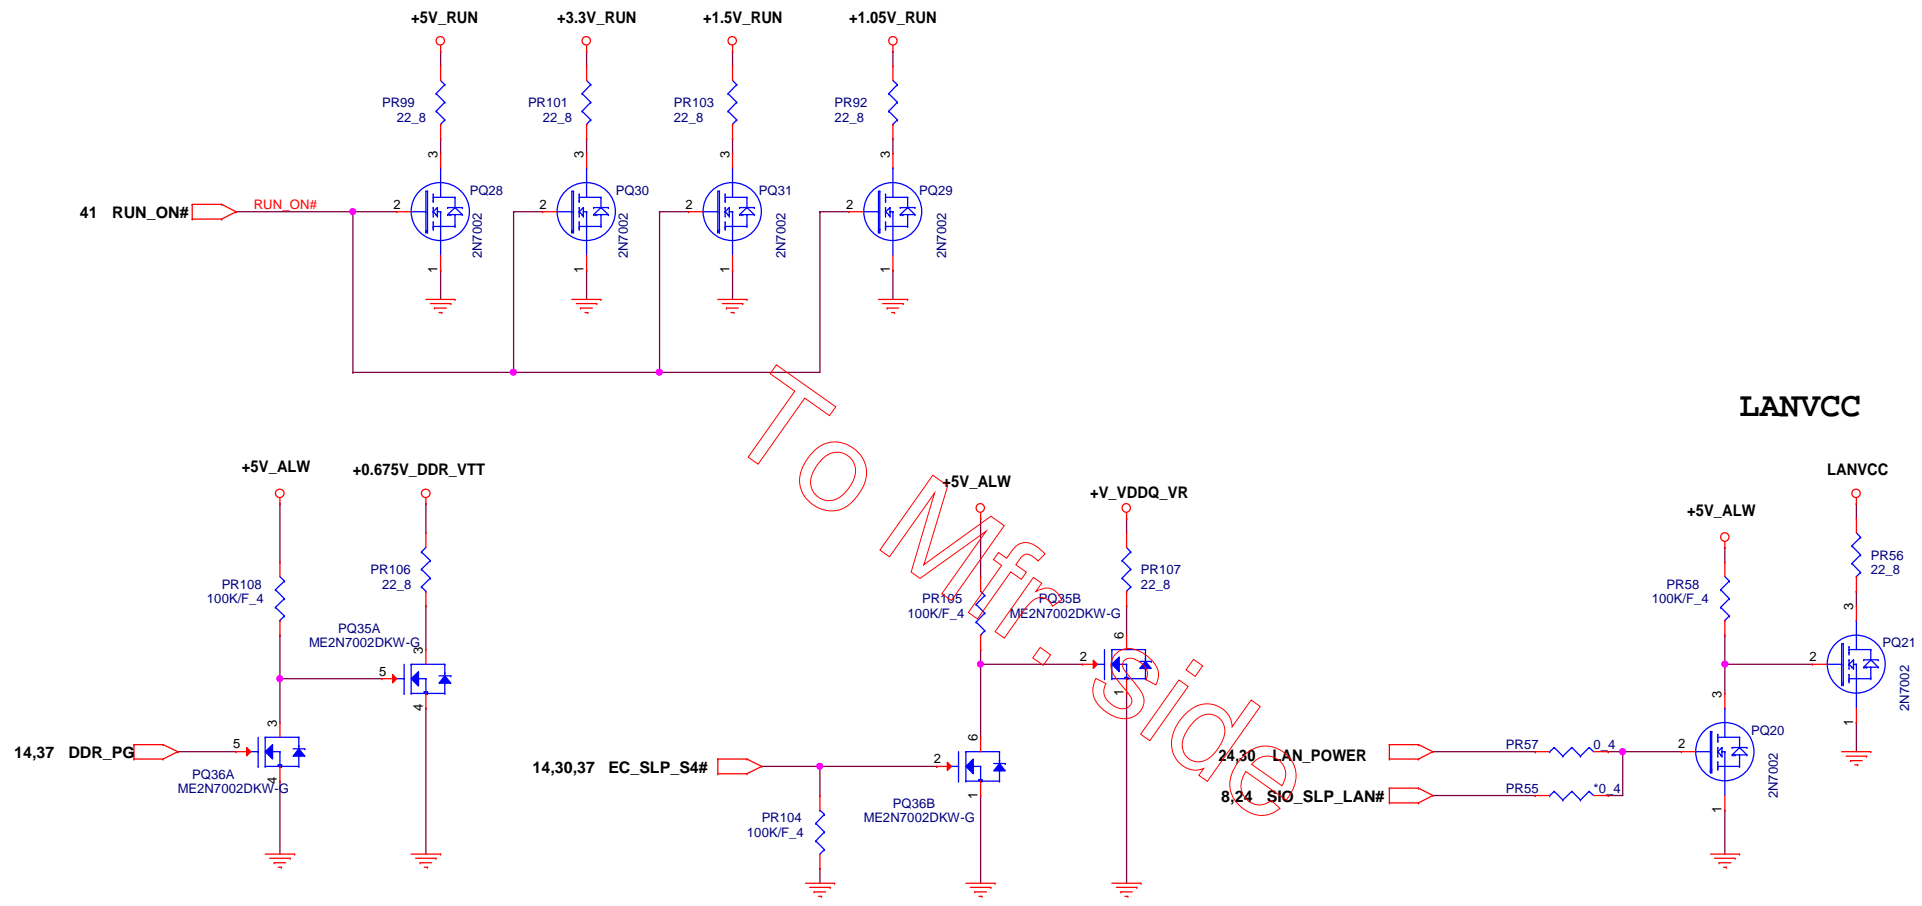 +5V_RUN
+3.3V_RUN
+1.5V_RUN
+1.05V_RUN
PR99
22_8
PR101
22_8
PR103
22_8
PR92
22_8
3
3
3
3
PQ28
PQ30
PQ31
PQ29
41 RUN_ON#
RUN_ON#
2
2
2
2
2N7002
2N7002
2N7002
2N7002
1
1
1
1
To Mfr. side
LANVCC
+5V_ALW
+0.675V_DDR_VTT
PR108
100K/F_4
PR106
22_8
PQ35A
ME2N7002DKW-G
3
5
4
3
14,37 DDR_PG
5
4
PQ36A
ME2N7002DKW-G
+5V_ALW
+V_VDDQ_VR
PR105
100K/F_4
PQ35B
ME2N7002DKW-G
PR107
22_8
6
2
1
6
14,30,37 EC_SLP_S4#
2
1
PQ36B
ME2N7002DKW-G
PR104
100K/F_4
LANVCC
+5V_ALW
PR56
22_8
PR58
100K/F_4
3
PQ21
2
2N7002
1
3
PQ20
24,30 LAN_POWER
PR57
0_4
2
2N7002
8,24 SIO_SLP_LAN#
PR55
*0_4
1